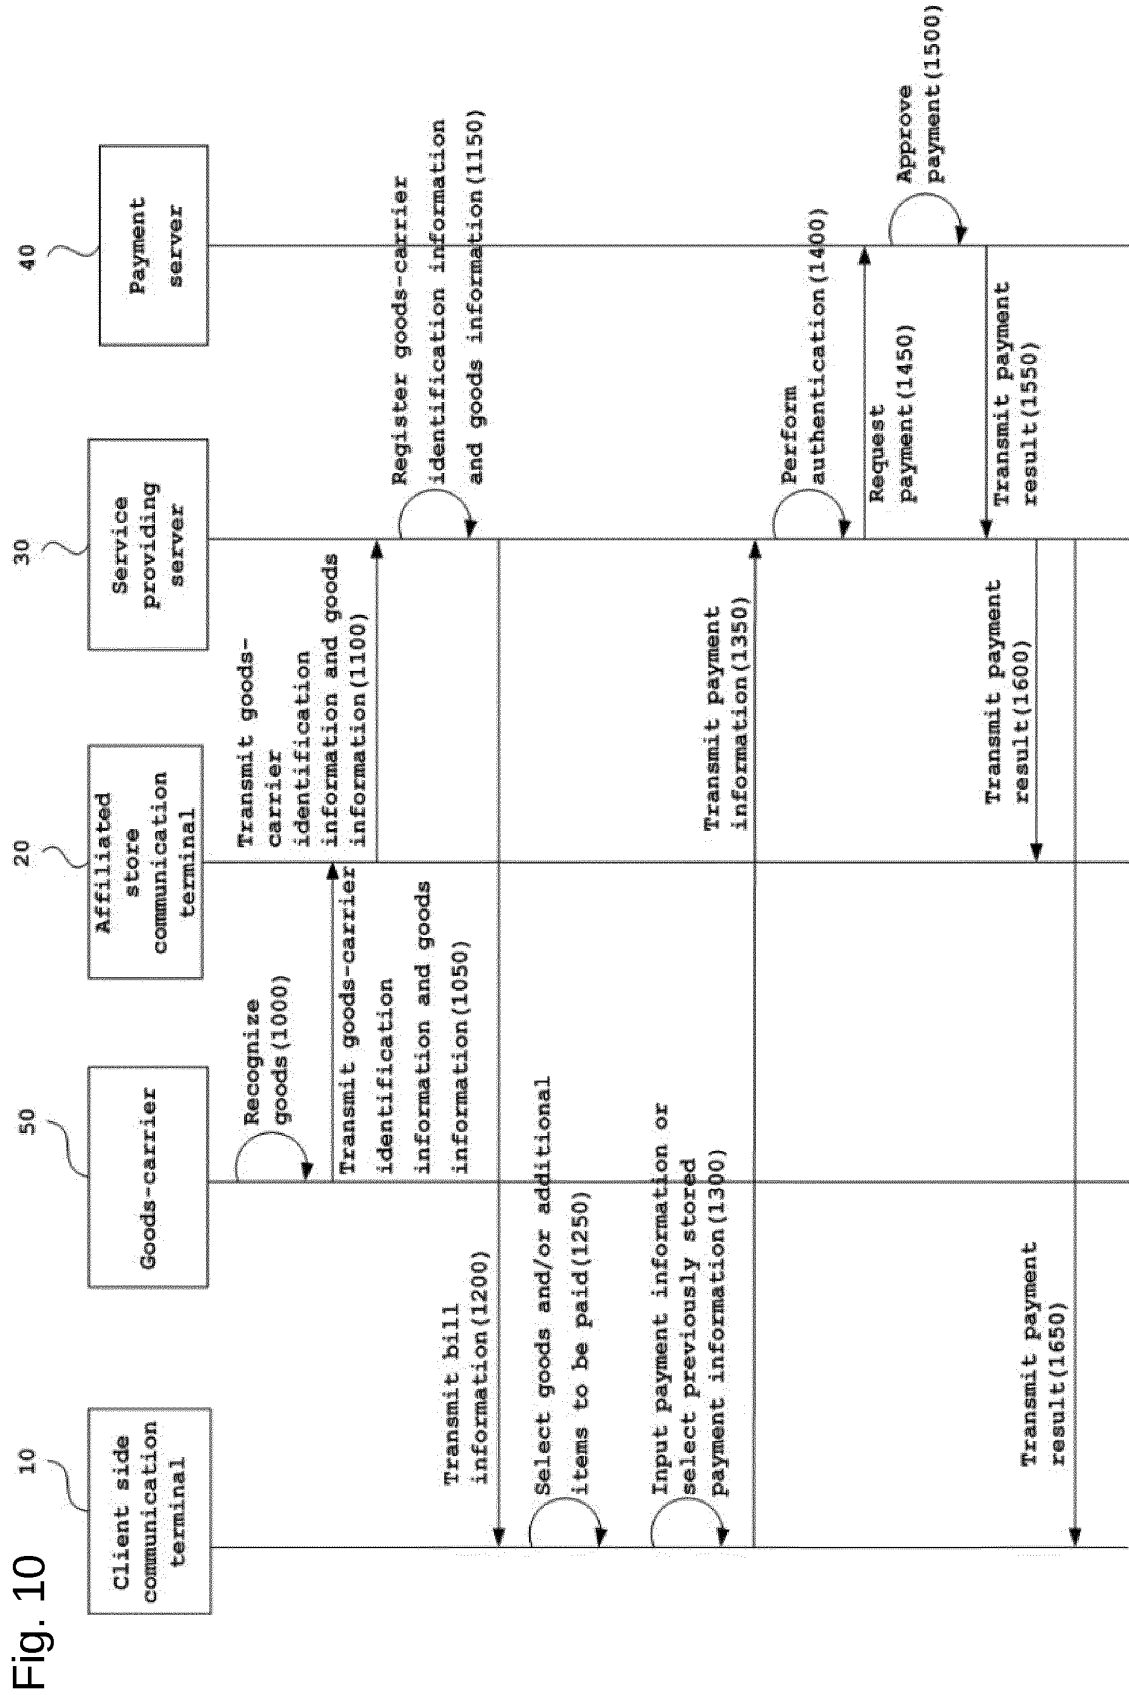 Fig. 10
10
50
20
30
40
Client side
communication
terminal
Goods-carrier
Affiliated
store
communication
terminal
Service
providing
server
Payment
server
Recognize
goods(1000)
Transmit goods-carrier
identification
information and goods
information(1050)
Transmit goods-
carrier
identification
information and goods
information(1100)
Register goods-carrier
identification information
and goods information(1150)
Transmit bill
information(1200)
Select goods and/or additional
items to be paid(1250)
Input payment information or
select previously stored
payment information(1300)
Transmit payment
information(1350)
Perform
authentication(1400)
Request
payment(1450)
Approve
payment(1500)
Transmit payment
result(1550)
Transmit payment
result(1600)
Transmit payment
result(1650)